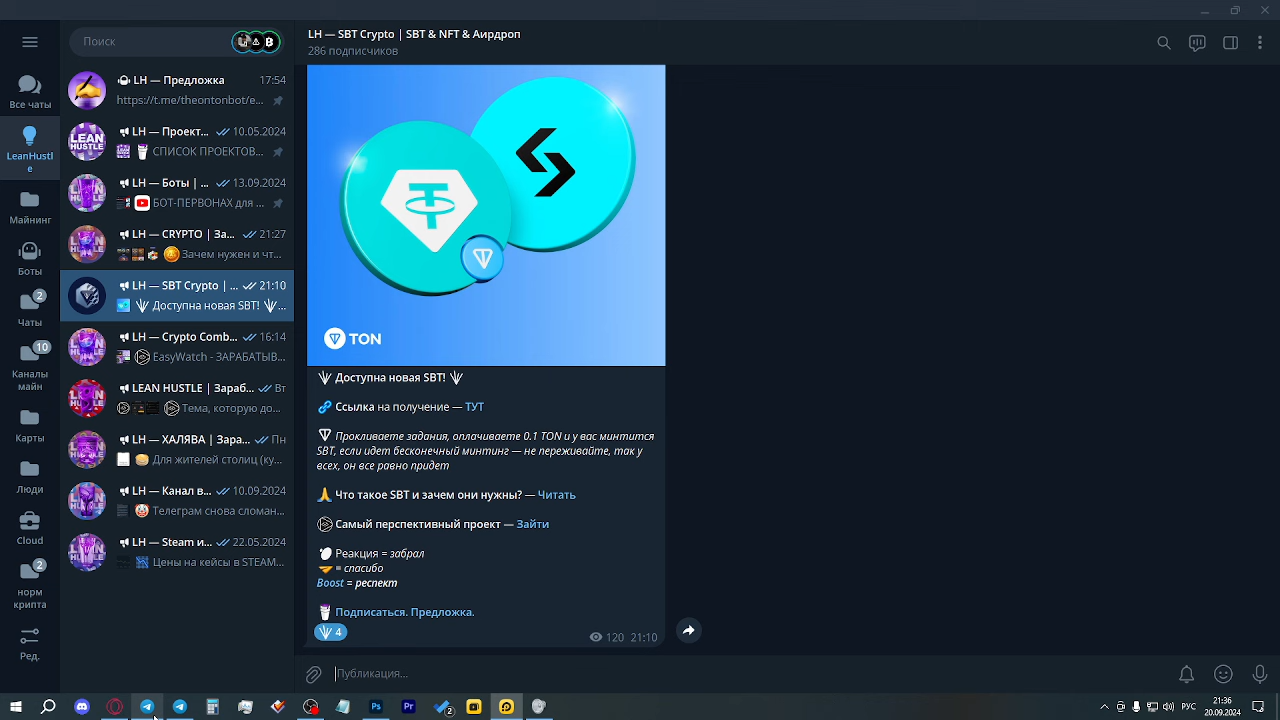 Поиск
LH — SBT Crypto | SBT & NFT & Аирдроп
286 подписчиков
Все чаты
LeanHustl
e
Майнинг
Боты
2
Чаты
10
Каналы
майн
Карты
Люди
Cloud
2
норм
крипта
Ред.
LH — Предложка 17:54
https://t.me/theontonbot/e...
LH — Проект... 10.05.2024
СПИСОК ПРОЕКТОВ...
LH — Боты | ... 13.09.2024
БОТ-ПЕРВОНАХ для ...
LH — CRYPTO | За... 21:27
Зачем нужен и чт...
LH — SBT Crypto | ... 21:10
Доступна новая SBT! ...
LH — Crypto Comb... 16:14
EasyWatch - ЗАРАБАТЫВ...
LEAN HUSTLE | Зараб... Вт
Тема, которую до...
LH — ХАЛЯВА | Зара... Пн
Для жителей столиц (ку...
LH — Канал в... 10.09.2024
Телеграм снова сломан...
LH — Steam и... 22.05.2024
Цены на кейсы в STEAM...
TON
Доступна новая SBT!
Ссылка на получение — ТУТ
Прокликваете задания, оплачиваете 0.1 TON и у вас минтится
SBT, если идет бесконечный минтинг — не переживайте, так у
всех, он все равно придет
Что такое SBT и зачем они нужны? — Читать
Самый перспективный проект — Зайти
Реакция = забрал
= спасибо
Boost = респект
Подписаться. Предложка.
4
120 21:10
Публикация...
2
РУС
21:36
20.09.2024